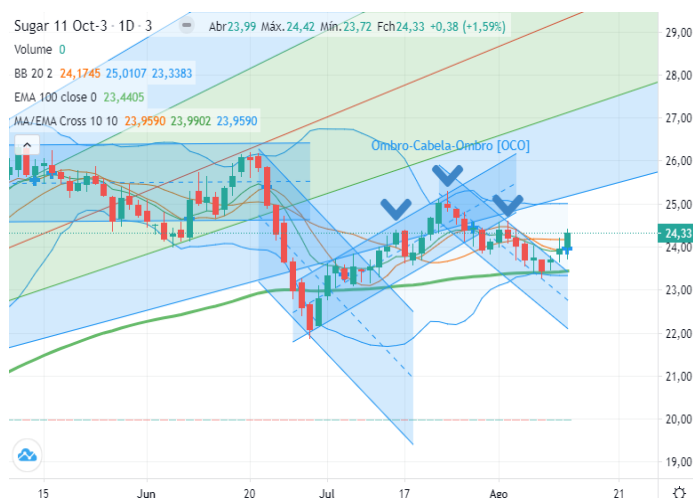 Sugar 11 Oct-3 · 1D · 3 Abr23,99 Máx.24,42 Mín.23,72 Fch24,33 +0,38 (+1,59%)
Volume 0
BB 20 2 24,1745 25,0107 23,3383
EMA 100 close 0 23,4405
MA/EMA Cross 10 10 23,9590 23,9902 23,9590
Ombro-Cabela-Ombro [OCO]
29,00
28,00
27,00
26,00
25,00
24,33
24,00
23,00
22,00
21,00
20,00
19,00
15 Jun 20 Jul 17 Ago 21